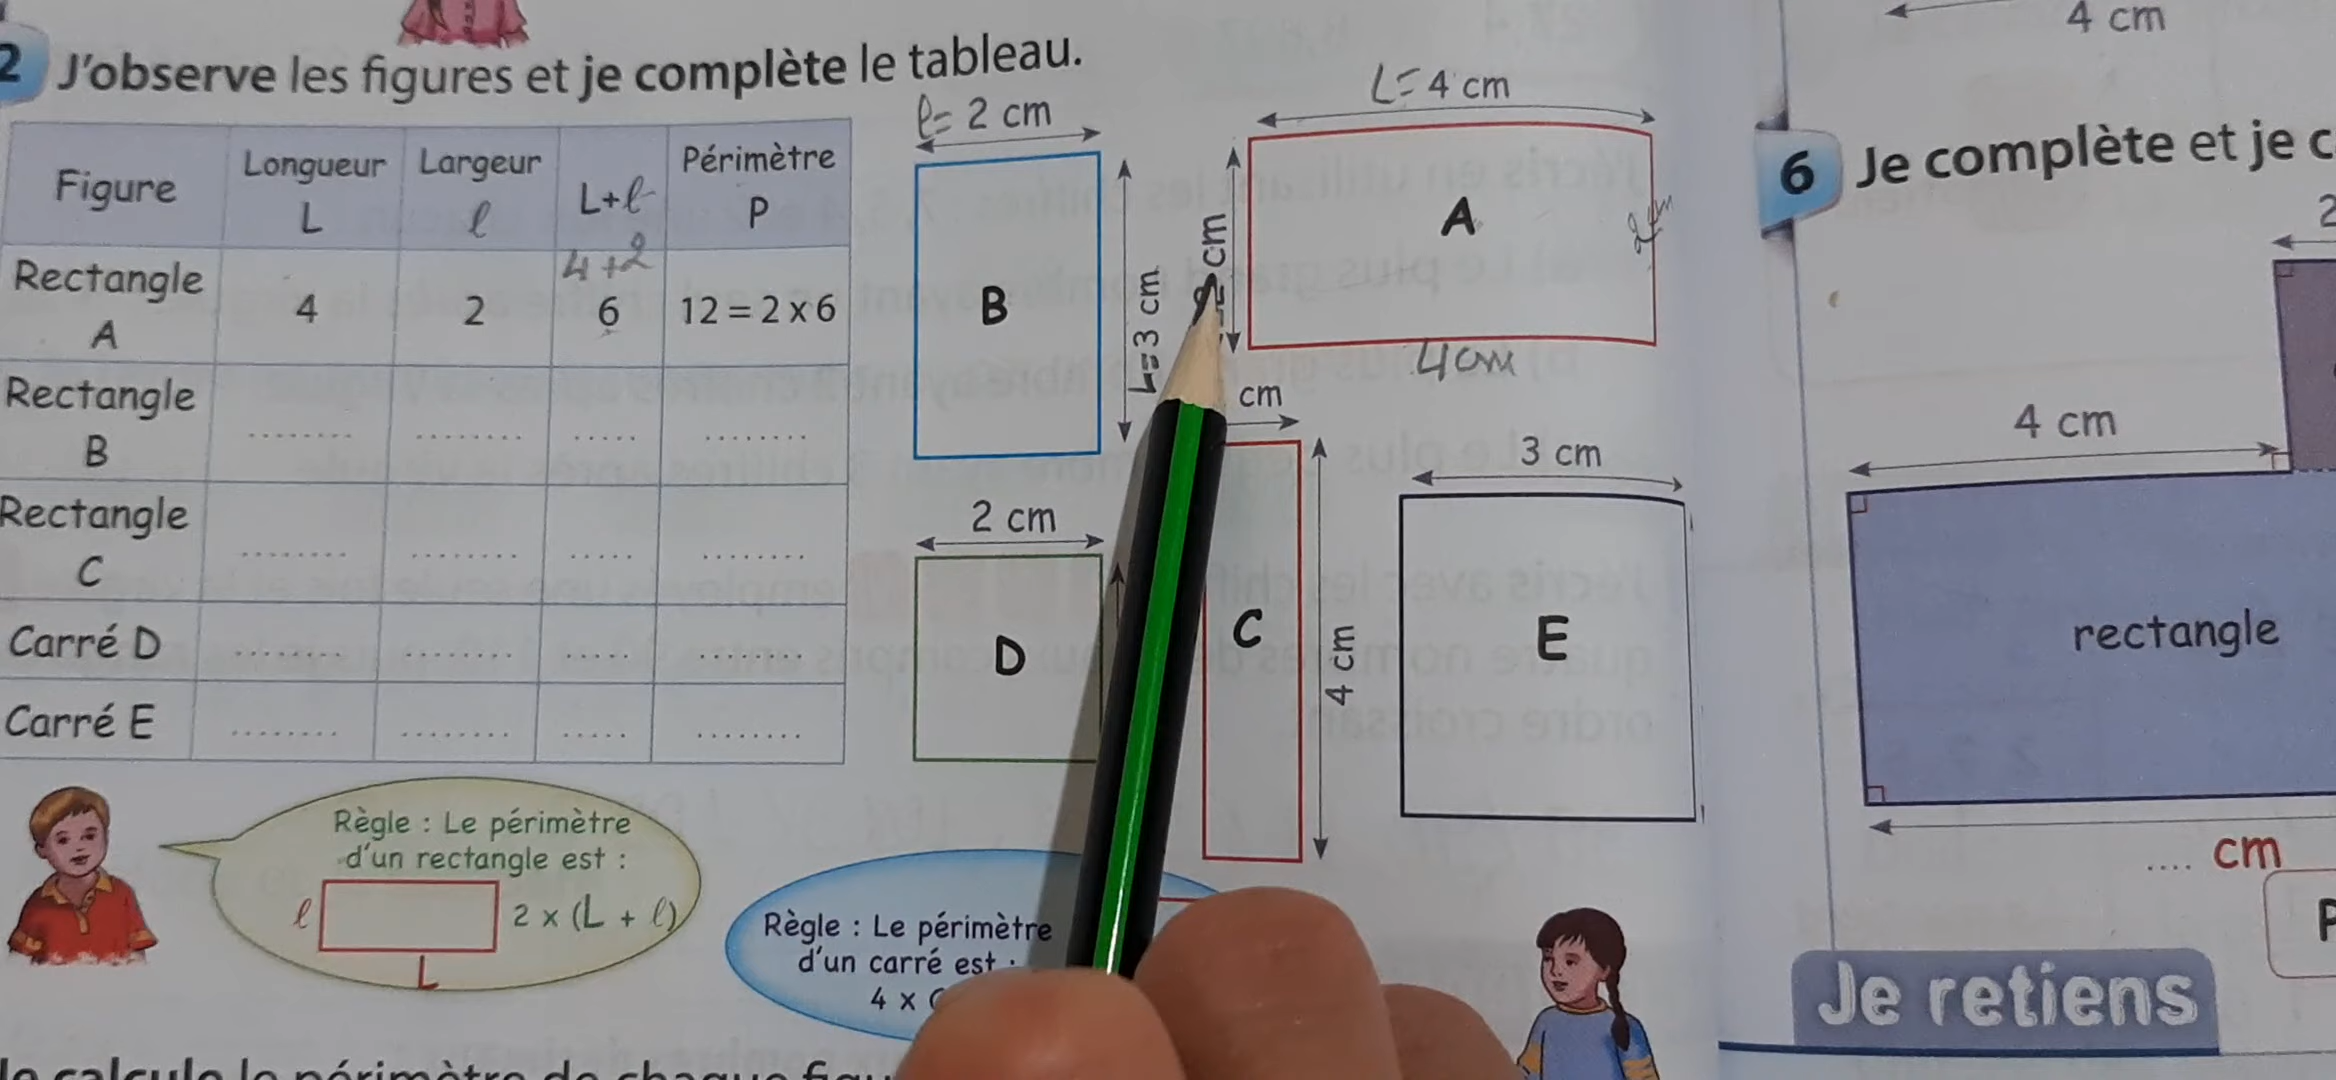 2 J'observe les figures et je complète le tableau.
Figure
Longueur
L
Largeur
ℓ
L+ℓ
Périmètre
P
Rectangle
A
4
2
4+2
6
12 = 2 x 6
Rectangle
B
........
........
.....
........
Rectangle
C
........
........
.....
........
Carré D
........
........
.....
........
Carré E
........
........
.....
........
ℓ= 2 cm
B
L=3 cm
L= 4 cm
cm
A
2cm
4cm
2 cm
D
cm
C
4 cm
3 cm
E
Règle : Le périmètre
d'un rectangle est :
ℓ
2 x (L + ℓ)
L
Règle : Le périmètre
d'un carré est :
4 x
4 cm
6 Je complète et je c
2
4 cm
rectangle
.... cm
P
Je retiens